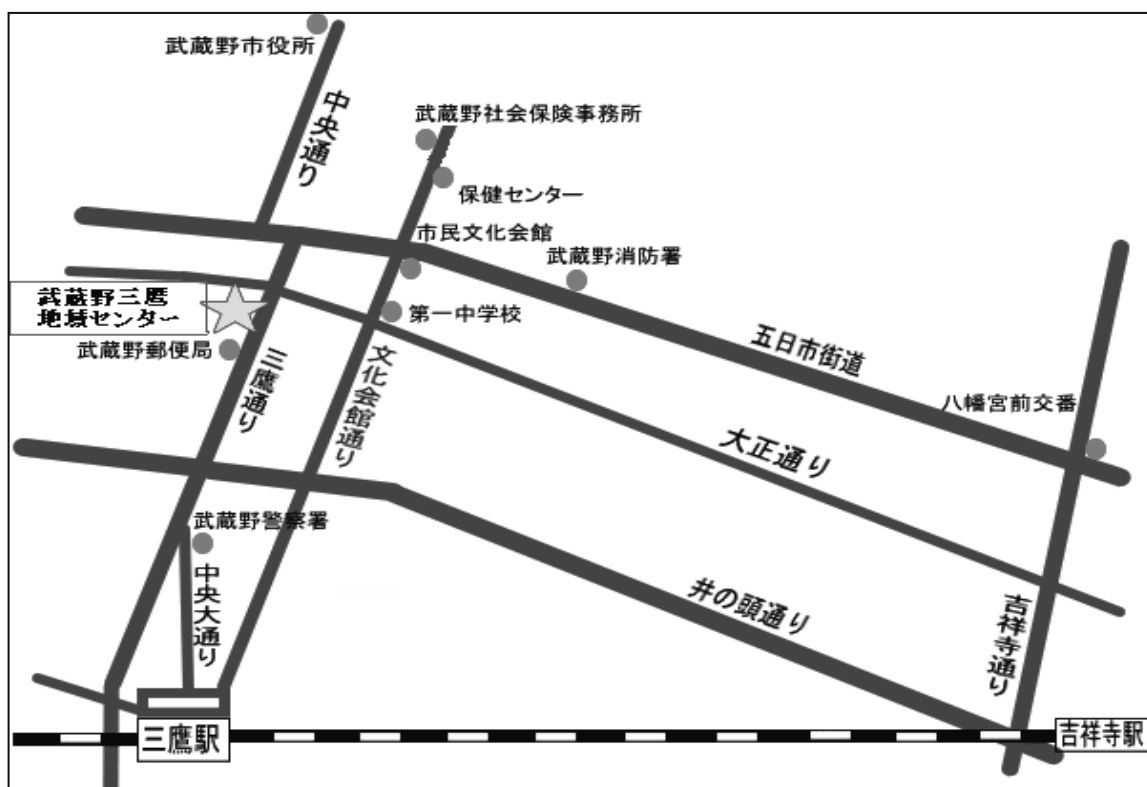 武蔵野市役所
中央通り
武蔵野社会保険事務所
保健センター
市民文化会館
武蔵野消防署
武蔵野三鷹
地域センター
第一中学校
武蔵野郵便局
三鷹通り
文化会館通り
五日市街道
八幡宮前交番
大正通り
武蔵野警察署
中央大通り
井の頭通り
吉祥寺通り
三鷹駅
吉祥寺駅